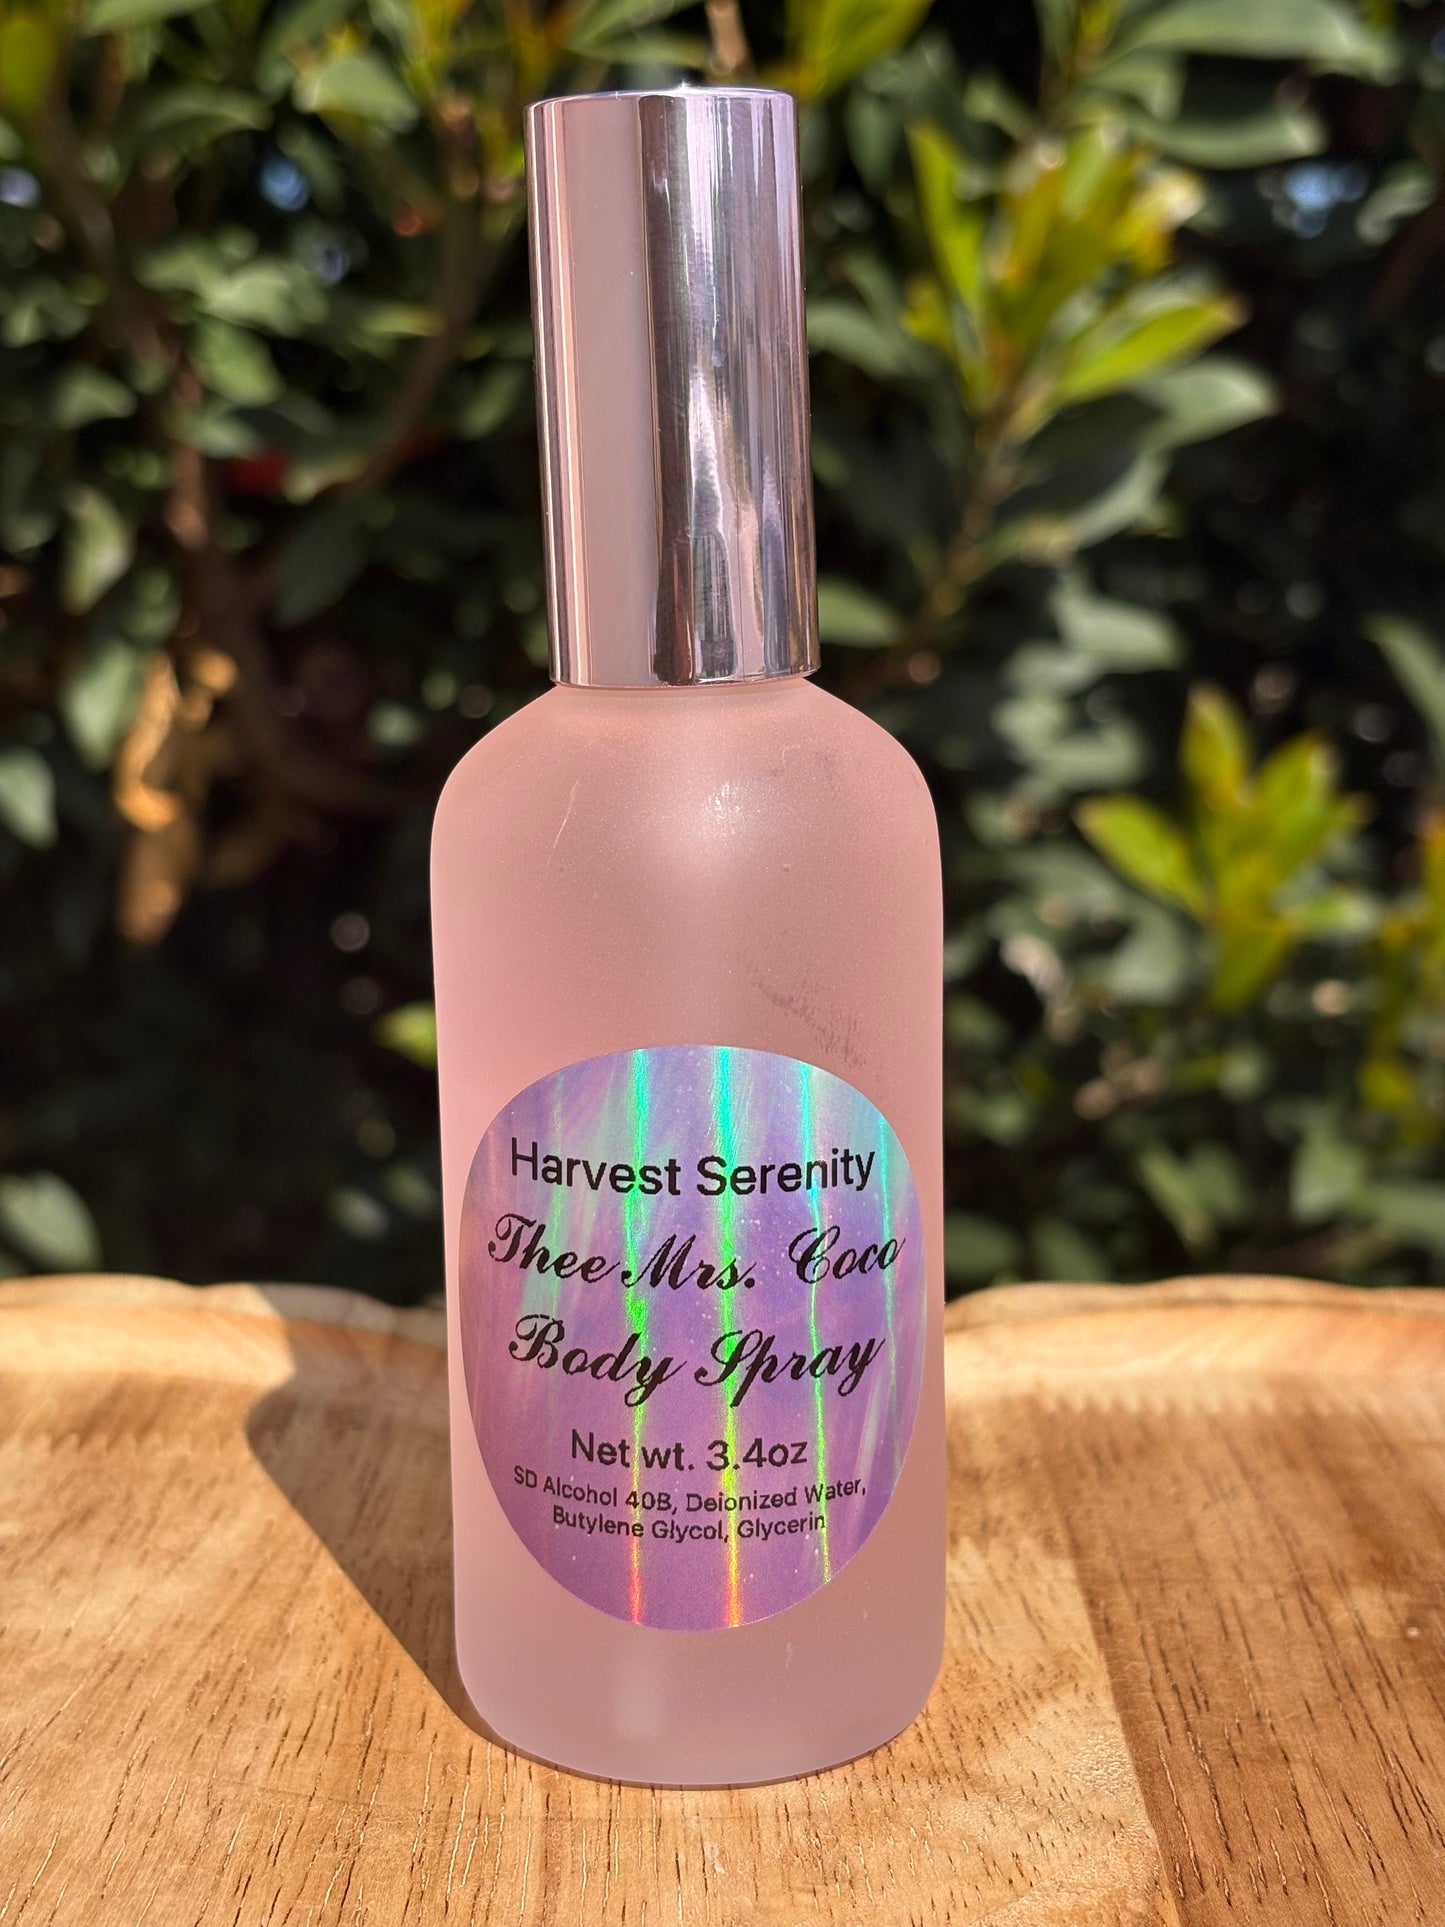 Harvest Serenity
Thee Mrs. Coco
Body Spray
Net wt. 3.4oz
SD Alcohol 40B, Deionized Water,
Butylene Glycol, Glycerin